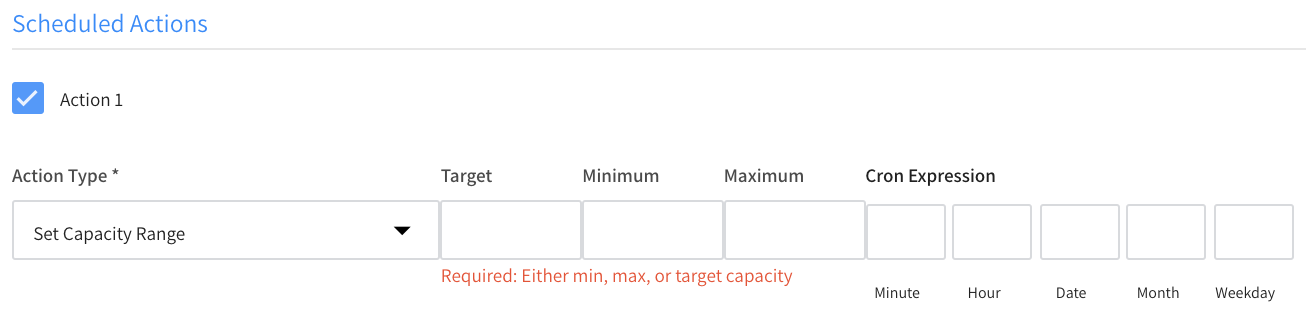 Scheduled Actions
Action 1
Action Type * Target Minimum Maximum Cron Expression
Set Capacity Range
Required: Either min, max, or target capacity
Minute Hour Date Month Weekday